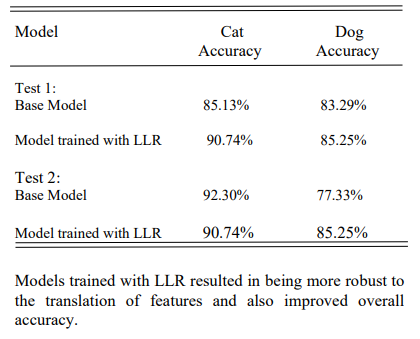 Model Cat Dog
Accuracy Accuracy
Test 1:
Base Model 85.13% 83.29%
Model trained with LLR 90.74% 85.25%
Test 2:
Base Model 92.30% 77.33%
Model trained with LLR 90.74% 85.25%
Models trained with LLR resulted in being more robust to
the translation of features and also improved overall
accuracy.